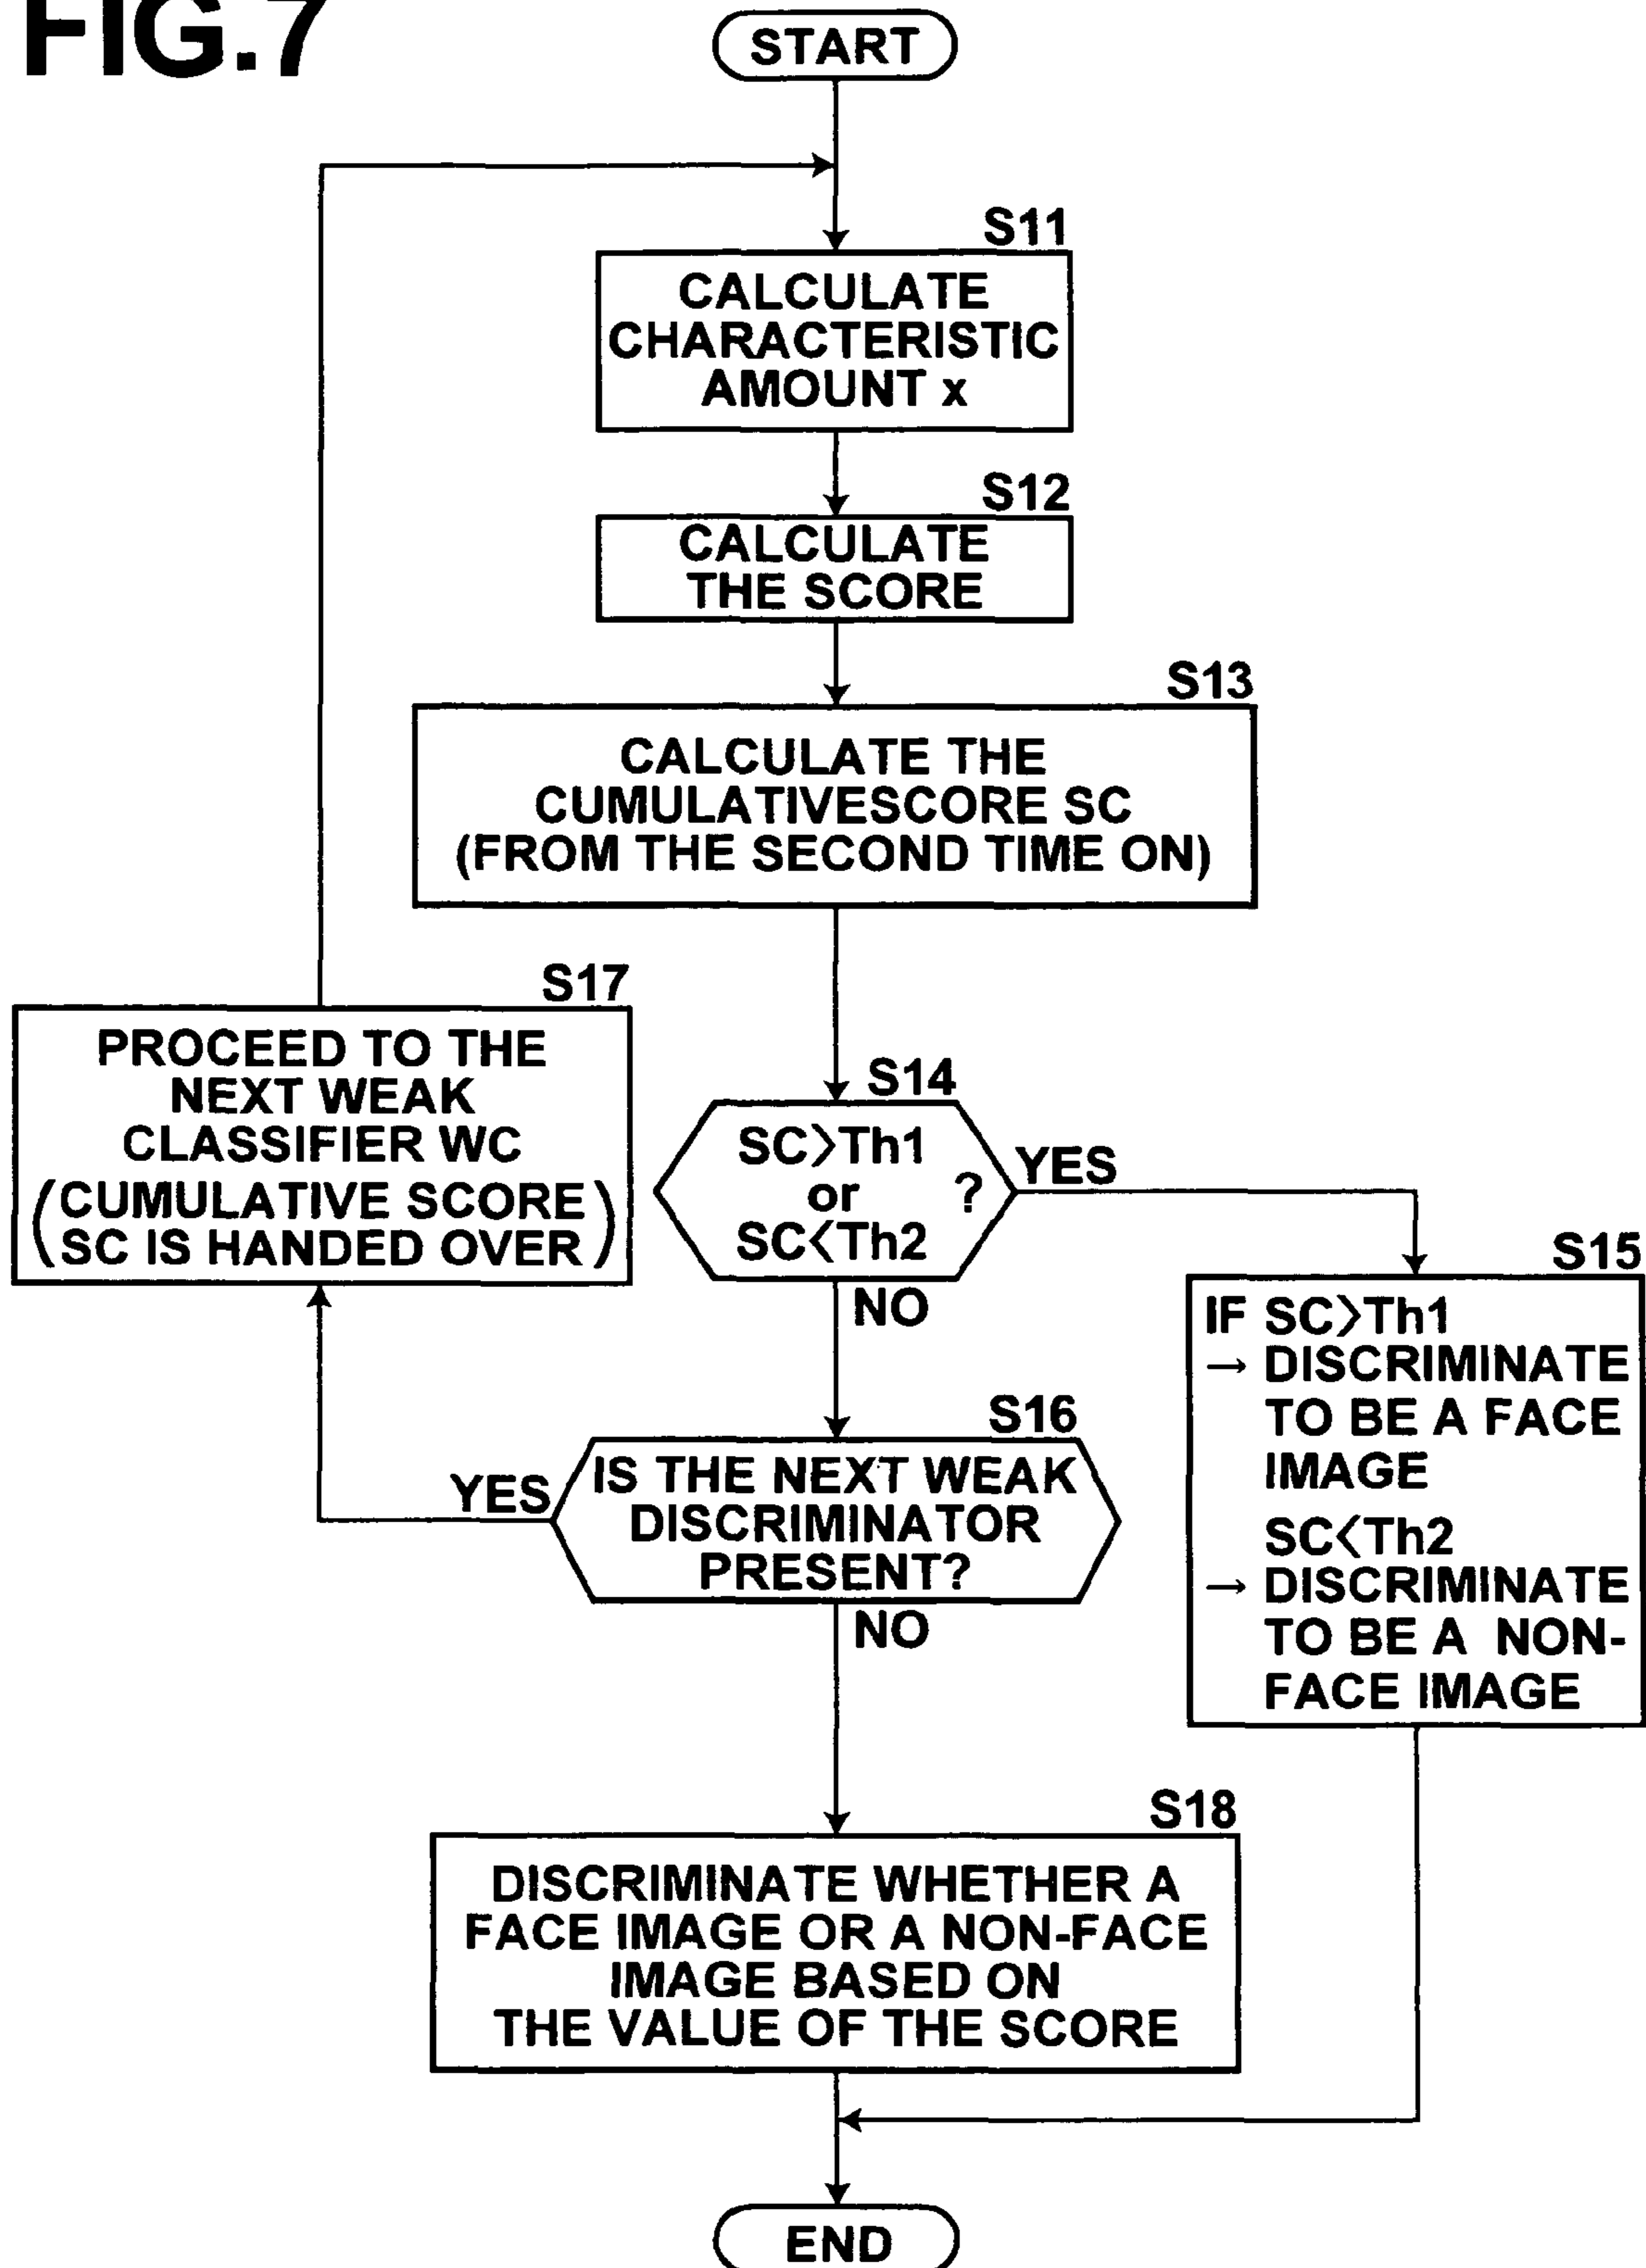 FIG.7
START
S11
CALCULATE
CHARACTERISTIC
AMOUNT x
S12
CALCULATE
THE SCORE
S13
CALCULATE THE
CUMULATIVESCORE SC
(FROM THE SECOND TIME ON)
S17
PROCEED TO THE
NEXT WEAK
CLASSIFIER WC
(CUMULATIVE SCORE
SC IS HANDED OVER)
S14
SC>Th1
or ?
SC<Th2
YES
NO
S15
IF SC>Th1
→ DISCRIMINATE
TO BE A FACE
IMAGE
SC<Th2
→ DISCRIMINATE
TO BE A NON-
FACE IMAGE
S16
IS THE NEXT WEAK
DISCRIMINATOR
PRESENT?
YES
NO
S18
DISCRIMINATE WHETHER A
FACE IMAGE OR A NON-FACE
IMAGE BASED ON
THE VALUE OF THE SCORE
END